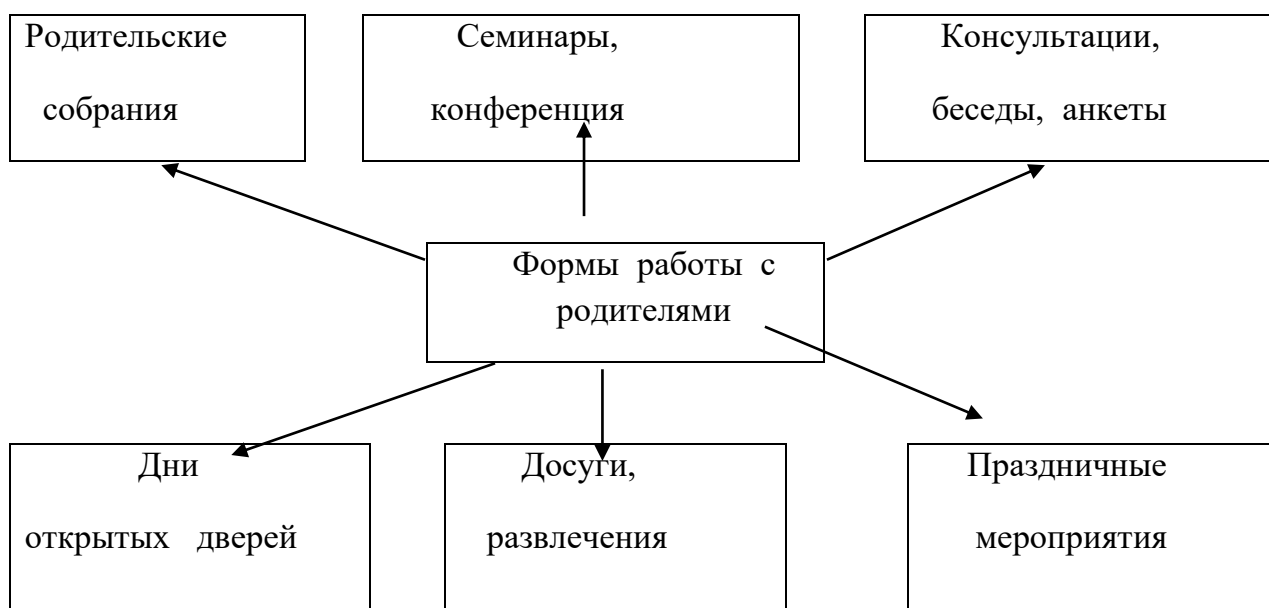 Родительские
собрания
Семинары,
конференция
Консультации,
беседы, анкеты
Формы работы с
родителями
Дни
открытых дверей
Досуги,
развлечения
Праздничные
мероприятия